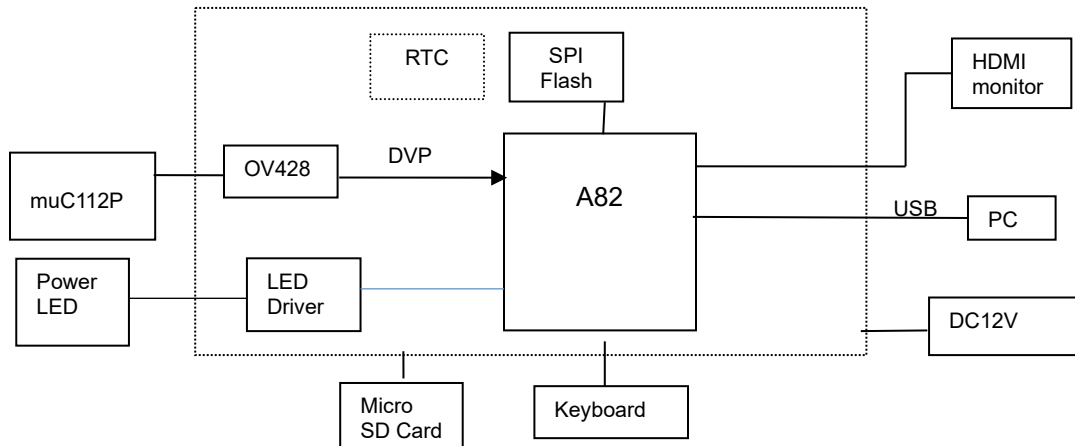 RTC
SPI
Flash
HDMI
monitor
muC112P
OV428
DVP
A82
USB
PC
Power
LED
LED
Driver
DC12V
Micro
SD Card
Keyboard